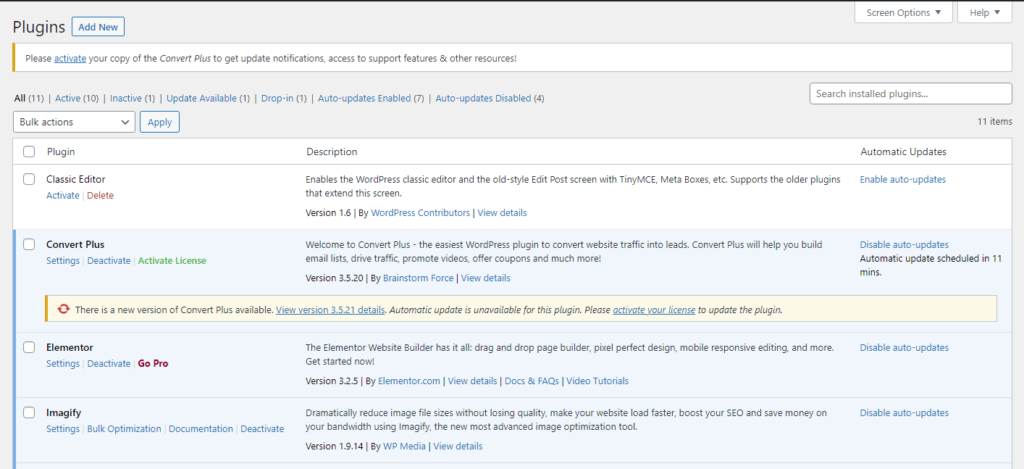 Screen Options ▼
Help ▼
Plugins
Add New
Please activate your copy of the Convert Plus to get update notifications, access to support features & other resources!
All (11) | Active (10) | Inactive (1) | Update Available (1) | Drop-in (1) | Auto-updates Enabled (7) | Auto-updates Disabled (4)
Search installed plugins...
Bulk actions
Apply
11 items
Plugin
Description
Automatic Updates
Classic Editor
Activate | Delete
Enables the WordPress classic editor and the old-style Edit Post screen with TinyMCE, Meta Boxes, etc. Supports the older plugins
that extend this screen.
Version 1.6 | By WordPress Contributors | View details
Enable auto-updates
Convert Plus
Settings | Deactivate | Activate License
Welcome to Convert Plus - the easiest WordPress plugin to convert website traffic into leads. Convert Plus will help you build
email lists, drive traffic, promote videos, offer coupons and much more!
Version 3.5.20 | By Brainstorm Force | View details
Disable auto-updates
Automatic update scheduled in 11
mins.
There is a new version of Convert Plus available. View version 3.5.21 details. Automatic update is unavailable for this plugin. Please activate your license to update the plugin.
Elementor
Settings | Deactivate | Go Pro
The Elementor Website Builder has it all: drag and drop page builder, pixel perfect design, mobile responsive editing, and more.
Get started now!
Version 3.2.5 | By Elementor.com | View details | Docs & FAQs | Video Tutorials
Disable auto-updates
Imagify
Settings | Bulk Optimization | Documentation | Deactivate
Dramatically reduce image file sizes without losing quality, make your website load faster, boost your SEO and save money on
your bandwidth using Imagify, the new most advanced image optimization tool.
Version 1.9.14 | By WP Media | View details
Disable auto-updates